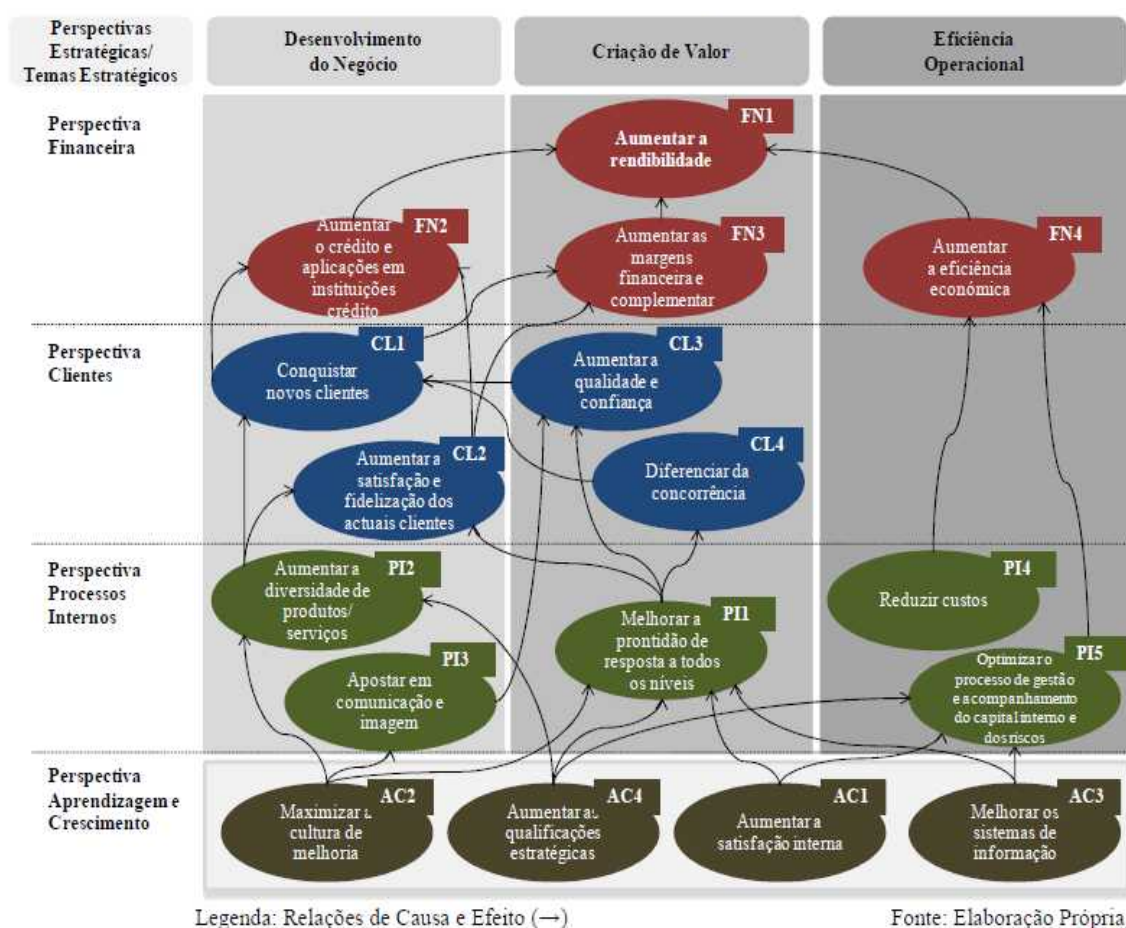 Perspectivas
Estratégicas/
Temas Estratégicos
Desenvolvimento
do Negócio
Criação de Valor
Eficiência
Operacional
Perspectiva
Financeira
FN1
Aumentar a
rendibilidade
FN2
Aumentar
o crédito e
aplicações em
instituições
crédito
FN3
Aumentar as
margens
financeira e
complementar
FN4
Aumentar
a eficiência
económica
Perspectiva
Clientes
CL1
Conquistar
novos clientes
CL3
Aumentar a
qualidade e
confiança
CL2
Aumentar a
satisfação e
fidelização dos
actuais clientes
CL4
Diferenciar da
concorrência
Perspectiva
Processos
Internos
PI2
Aumentar a
diversidade de
produtos/
serviços
PI3
Apostar em
comunicação e
imagem
PI1
Melhorar a
prontidão de
resposta a todos
os níveis
PI4
Reduzir custos
PI5
Optimizar o
processo de gestão
e acompanhamento
do capital interno e
dos riscos
Perspectiva
Aprendizagem e
Crescimento
AC2
Maximizar a
cultura de
melhoria
AC4
Aumentar as
qualificações
estratégicas
AC1
Aumentar a
satisfação interna
AC3
Melhorar os
sistemas de
informação
Legenda: Relações de Causa e Efeito (→)
Fonte: Elaboração Própria